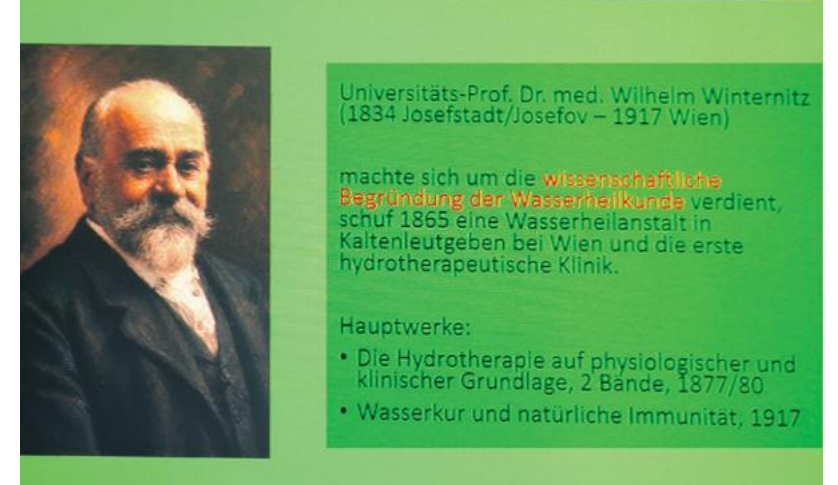 Universitäts-Prof. Dr. med. Wilhelm Winternitz
(1834 Josefstadt/Josefov – 1917 Wien)
machte sich um die wissenschaftliche
Begründung der Wasserheilkunde verdient,
schuf 1865 eine Wasserheilanstalt in
Kaltenleutgeben bei Wien und die erste
hydrotherapeutische Klinik.
Hauptwerke:
• Die Hydrotherapie auf physiologischer und
klinischer Grundlage, 2 Bände, 1877/80
• Wasserkur und natürliche Immunität, 1917